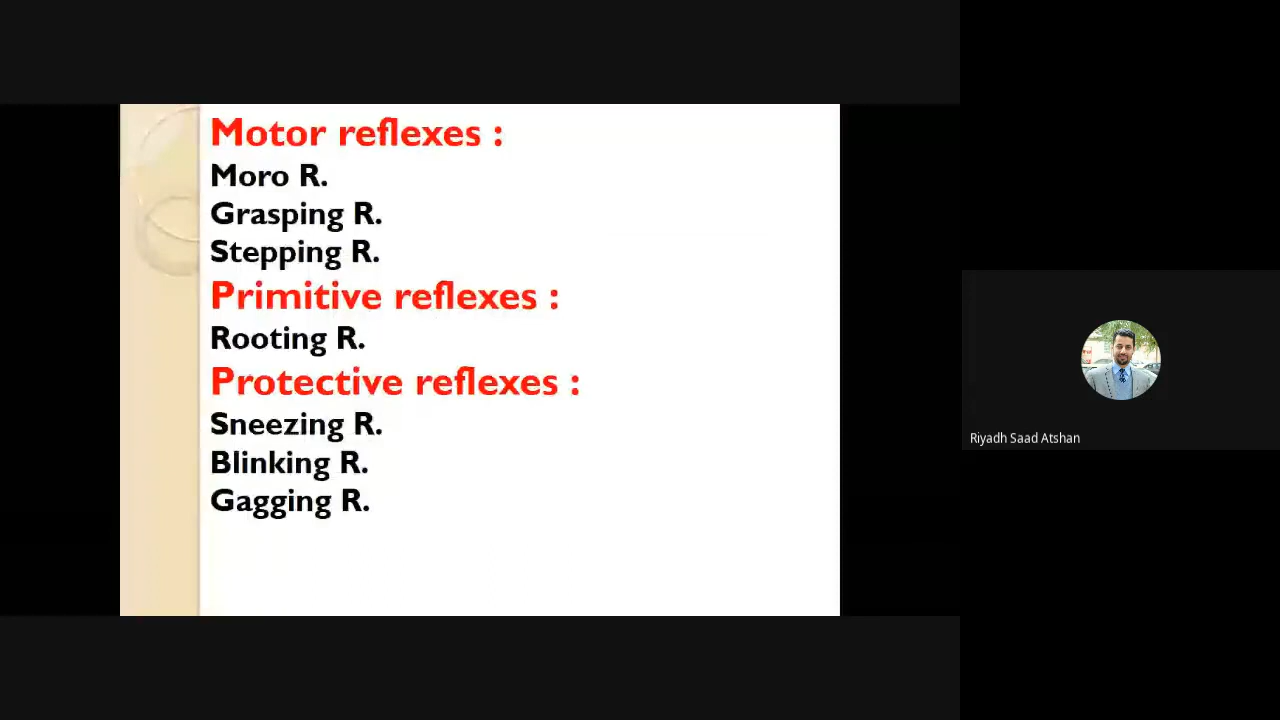 Motor reflexes :
Moro R.
Grasping R.
Stepping R.
Primitive reflexes :
Rooting R.
Protective reflexes :
Sneezing R.
Blinking R.
Gagging R.
Riyadh Saad Atshan